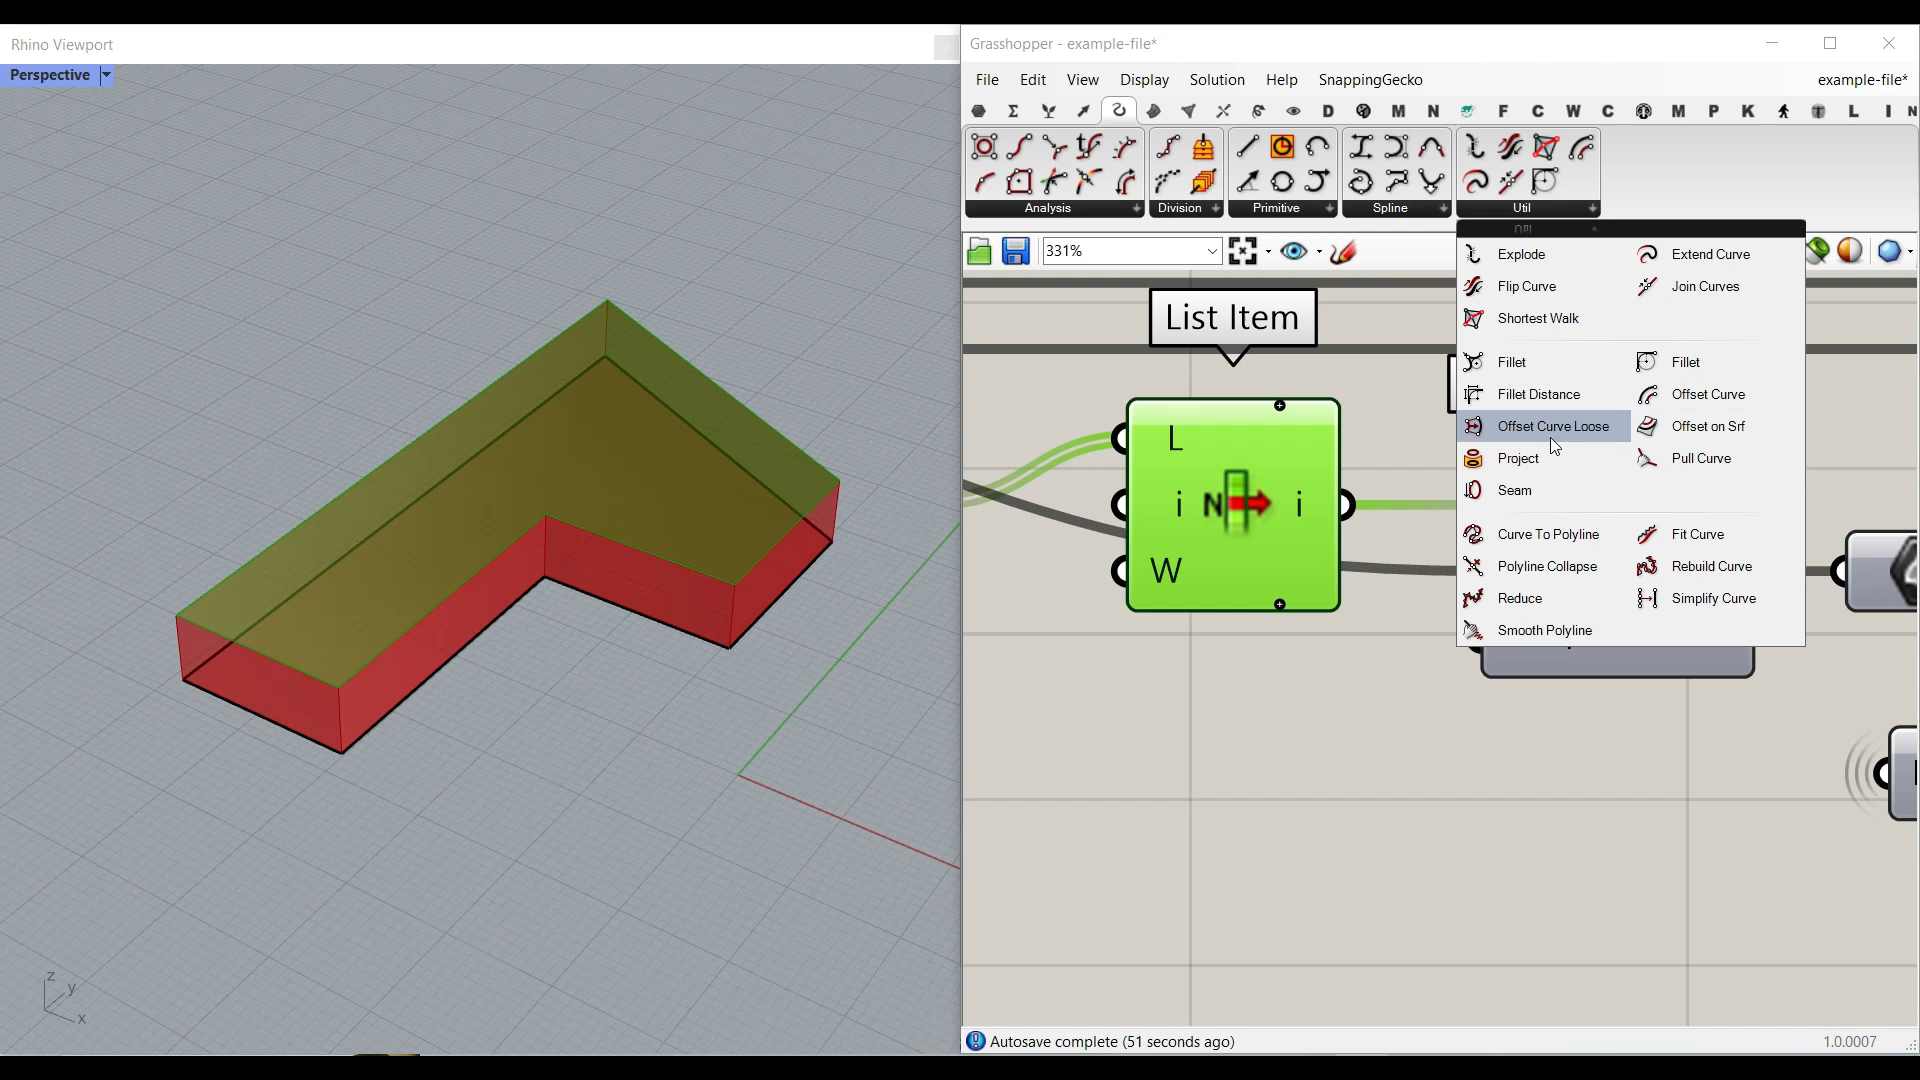 Rhino Viewport
Perspective
z
y
x
Grasshopper - example-file*
File Edit View Display Solution Help SnappingGecko example-file*
D M N F C W C M P K L I N
Analysis Division Primitive Spline Util
331%
Explode Extend Curve
Flip Curve Join Curves
Shortest Walk
Fillet Fillet
Fillet Distance Offset Curve
Offset Curve Loose Offset on Srf
Project Pull Curve
Seam
Curve To Polyline Fit Curve
Polyline Collapse Rebuild Curve
Reduce Simplify Curve
Smooth Polyline
List Item
L
i N i
W
Autosave complete (51 seconds ago) 1.0.0007